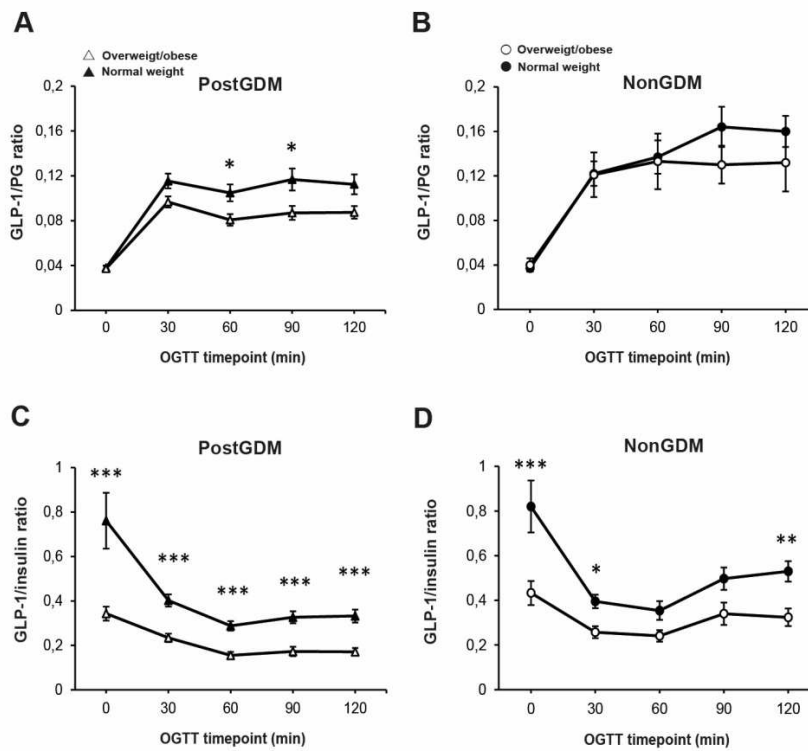 A
△ Overweigt/obese
▲ Normal weight
PostGDM
GLP-1/PG ratio
0,2
0,16
0,12
0,08
0,04
0
* *
0 30 60 90 120
OGTT timepoint (min)
B
○ Overweigt/obese
● Normal weight
NonGDM
GLP-1/PG ratio
0,2
0,16
0,12
0,08
0,04
0
0 30 60 90 120
OGTT timepoint (min)
C
PostGDM
GLP-1/insulin ratio
1
0,8
0,6
0,4
0,2
0
*** *** *** *** ***
0 30 60 90 120
OGTT timepoint (min)
D
NonGDM
GLP-1/insulin ratio
1
0,8
0,6
0,4
0,2
0
*** * **
0 30 60 90 120
OGTT timepoint (min)